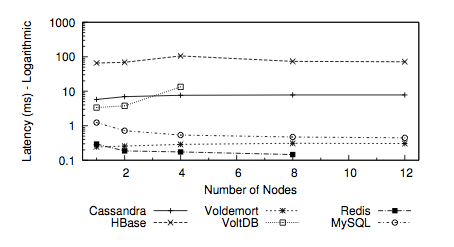 Latency (ms) - Logarithmic
1000
100
10
1
0.1
0 2 4 6 8 10 12
Number of Nodes
Cassandra Voldemort Redis
HBase VoltDB MySQL